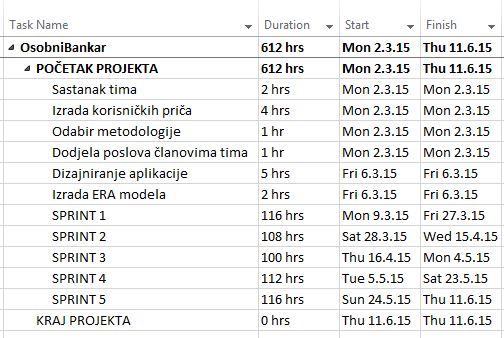 Task Name Duration Start Finish
OsobniBankar 612 hrs Mon 2.3.15 Thu 11.6.15
POČETAK PROJEKTA 612 hrs Mon 2.3.15 Thu 11.6.15
Sastanak tima 2 hrs Mon 2.3.15 Mon 2.3.15
Izrada korisničkih priča 4 hrs Mon 2.3.15 Mon 2.3.15
Odabir metodologije 1 hr Mon 2.3.15 Mon 2.3.15
Dodjela poslova članovima tima 1 hr Mon 2.3.15 Mon 2.3.15
Dizajniranje aplikacije 5 hrs Fri 6.3.15 Fri 6.3.15
Izrada ERA modela 2 hrs Fri 6.3.15 Fri 6.3.15
SPRINT 1 116 hrs Mon 9.3.15 Fri 27.3.15
SPRINT 2 108 hrs Sat 28.3.15 Wed 15.4.15
SPRINT 3 100 hrs Thu 16.4.15 Mon 4.5.15
SPRINT 4 112 hrs Tue 5.5.15 Sat 23.5.15
SPRINT 5 116 hrs Sun 24.5.15 Thu 11.6.15
KRAJ PROJEKTA 0 hrs Thu 11.6.15 Thu 11.6.15